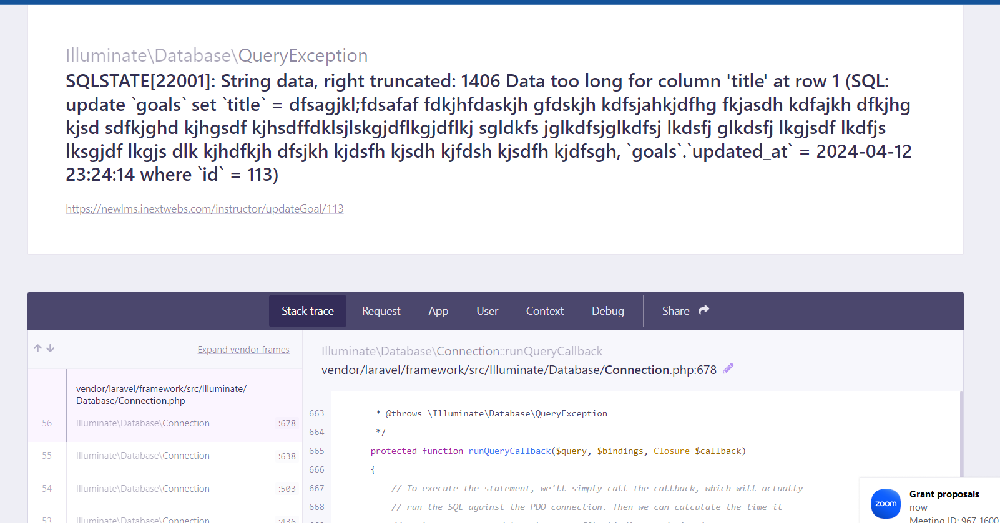 Illuminate\Database\QueryException
SQLSTATE[22001]: String data, right truncated: 1406 Data too long for column 'title' at row 1 (SQL:
update `goals` set `title` = dfsagjkl;fdsafaf fdkjhfdaskjh gfdskjh kdfsjahkjdfhg fkjasdh kdfajkh dfkjhg
kjsd sdfkjghd kjhgsdf kjhsdffdklsjlskgjdflkgjdflkj sgldkfs jglkdfsjglkdfsj lkdsfj glkdsfj lkgjsdf lkdfjs
lksgjdf lkgjs dlk kjhdfkjh dfsjkh kjdsfh kjsdh kjfdsh kjsdfh kjdfsgh, `goals`.`updated_at` = 2024-04-12
23:24:14 where `id` = 113)
https://newlms.inextwebs.com/instructor/updateGoal/113
Stack trace Request App User Context Debug Share
Expand vendor frames
vendor/laravel/framework/src/Illuminate/
Database/Connection.php
56 Illuminate\Database\Connection :678
55 Illuminate\Database\Connection :638
54 Illuminate\Database\Connection :503
53 Illuminate\Database\Connection :436
Illuminate\Database\Connection::runQueryCallback
vendor/laravel/framework/src/Illuminate/Database/Connection.php:678
663 * @throws \Illuminate\Database\QueryException
664 */
665 protected function runQueryCallback($query, $bindings, Closure $callback)
666 {
667 // To execute the statement, we'll simply call the callback, which will actually
668 // run the SQL against the PDO connection. Then we can calculate the time it
zoom
Grant proposals
now
Meeting ID: 967 1600